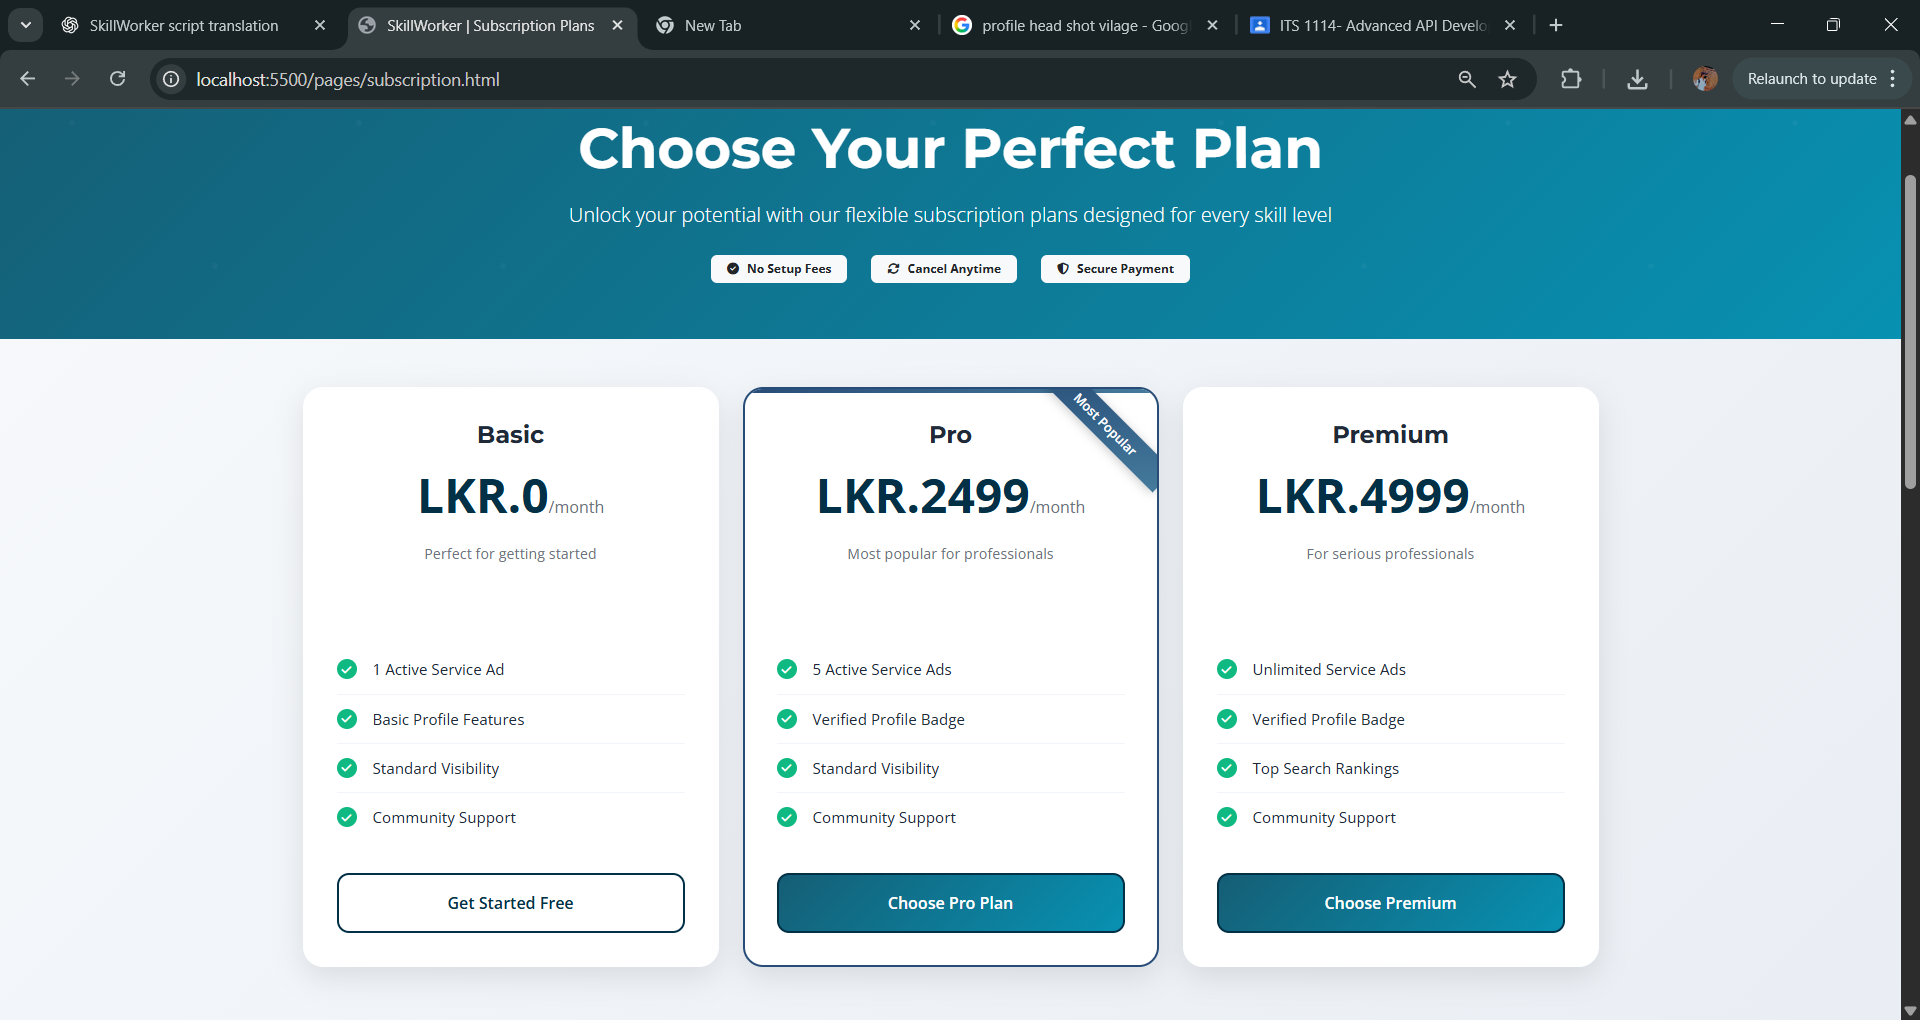 SkillWorker script translation
SkillWorker | Subscription Plans
New Tab
profile head shot vilage - Goog
ITS 1114- Advanced API Develo
localhost:5500/pages/subscription.html
Relaunch to update
Choose Your Perfect Plan
Unlock your potential with our flexible subscription plans designed for every skill level
No Setup Fees
Cancel Anytime
Secure Payment
Basic
LKR.0/month
Perfect for getting started
1 Active Service Ad
Basic Profile Features
Standard Visibility
Community Support
Get Started Free
Most Popular
Pro
LKR.2499/month
Most popular for professionals
5 Active Service Ads
Verified Profile Badge
Standard Visibility
Community Support
Choose Pro Plan
Premium
LKR.4999/month
For serious professionals
Unlimited Service Ads
Verified Profile Badge
Top Search Rankings
Community Support
Choose Premium